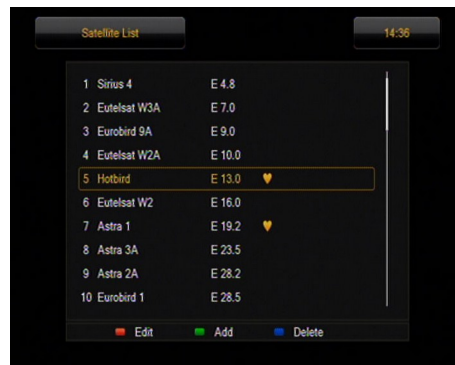 Satellite List 14:36
1 Sirius 4 E 4.8
2 Eutelsat W3A E 7.0
3 Eurobird 9A E 9.0
4 Eutelsat W2A E 10.0
5 Hotbird E 13.0
6 Eutelsat W2 E 16.0
7 Astra 1 E 19.2
8 Astra 3A E 23.5
9 Astra 2A E 28.2
10 Eurobird 1 E 28.5
Edit Add Delete